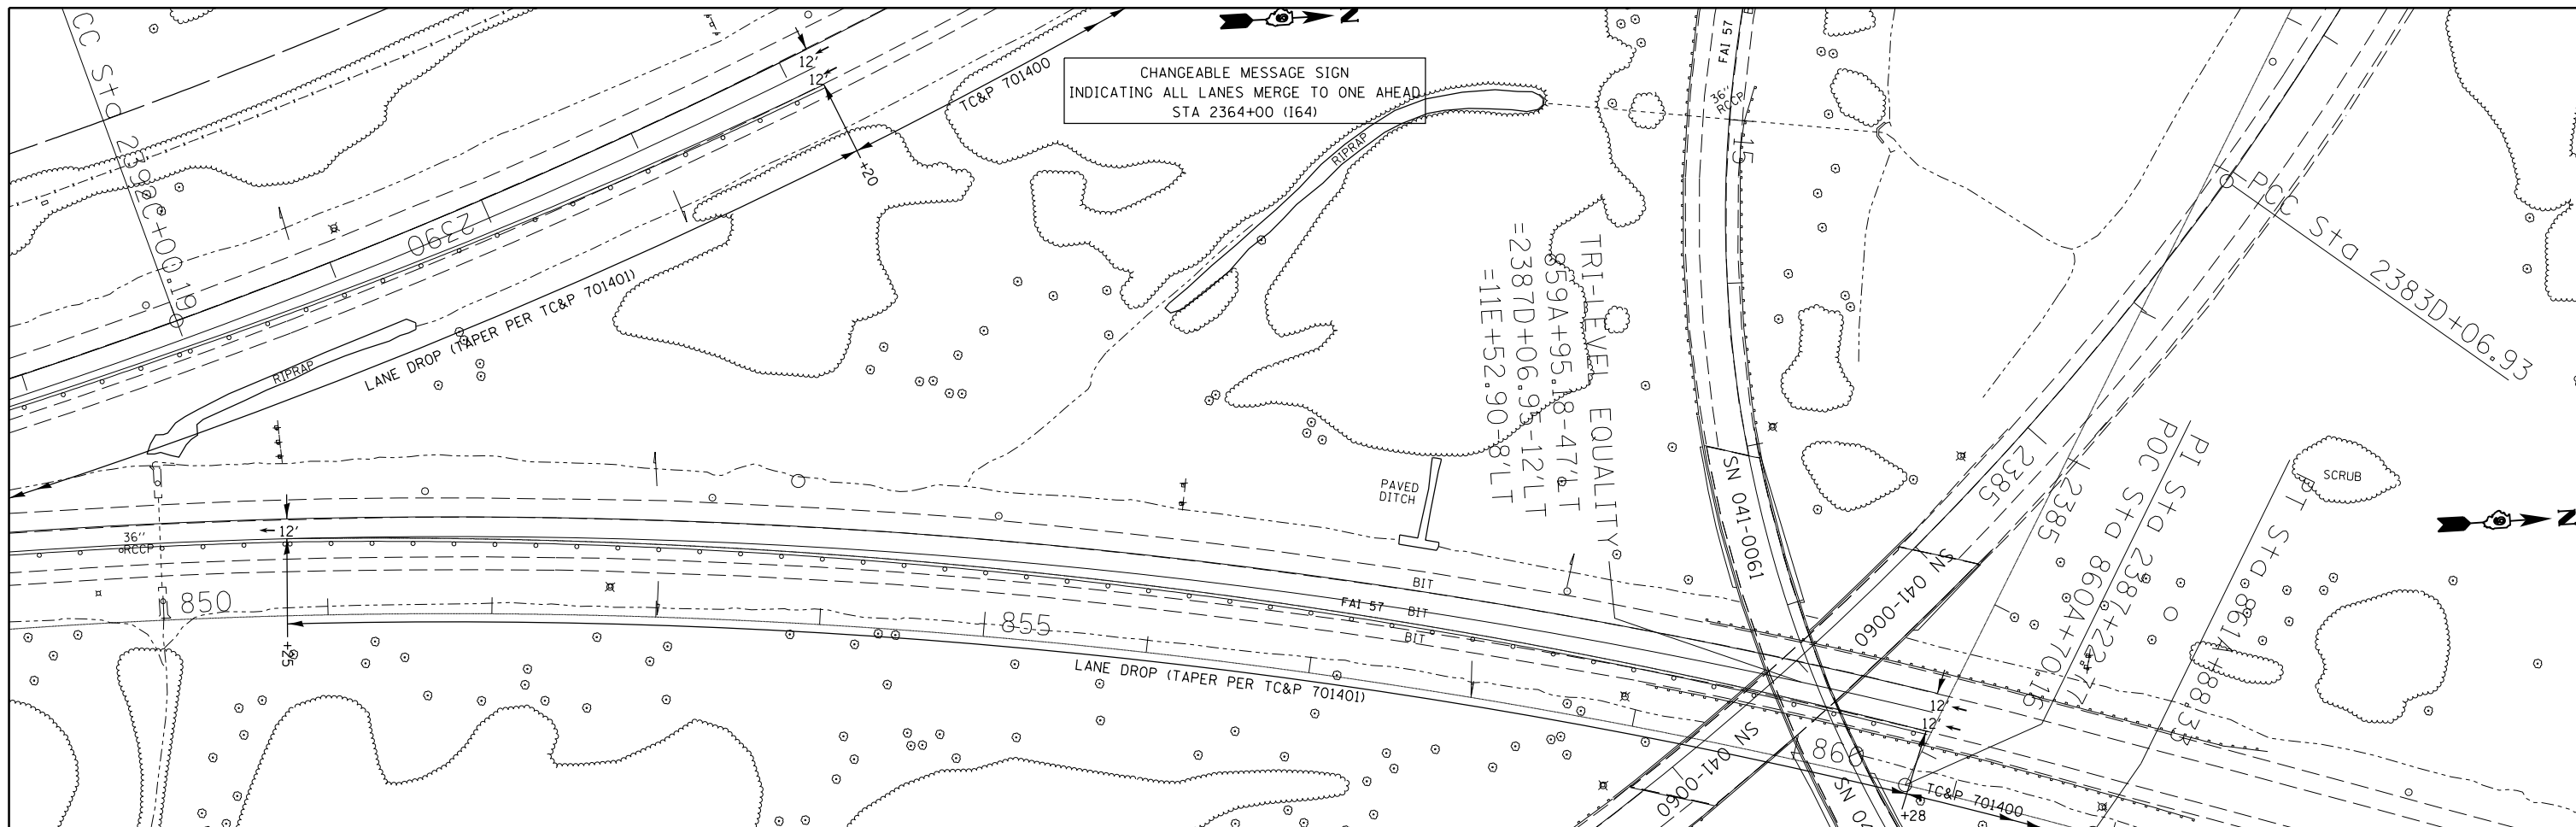 CC Sta 2392C+00.19
12'
12'
+20
TC&P 701400
N
CHANGEABLE MESSAGE SIGN
INDICATING ALL LANES MERGE TO ONE AHEAD
STA 2364+00 (I64)
2390
RIPRAP
LANE DROP (TAPER PER TC&P 701401)
RIPRAP
FAI 57
36"
RCCP
15
TRI-LEVEL EQUALITY
859A+95.18-47'LT
=2387D+06.95-12'LT
=11E+52.90-8'LT
PCC Sta 2383D+06.93
2385
2385
PI Sta 2387+22.77
POC Sta 860A+70.16
PT Sta 861A+88.33
SCRUB
N
PAVED
DITCH
SN 041-0061
SN 041-0060
36''
RCCP
12'
850
+25
855
BIT
FAI 57
BIT
BIT
LANE DROP (TAPER PER TC&P 701401)
SN 041-0060
860
12'
12'
SN 04
TC&P 701400
+28